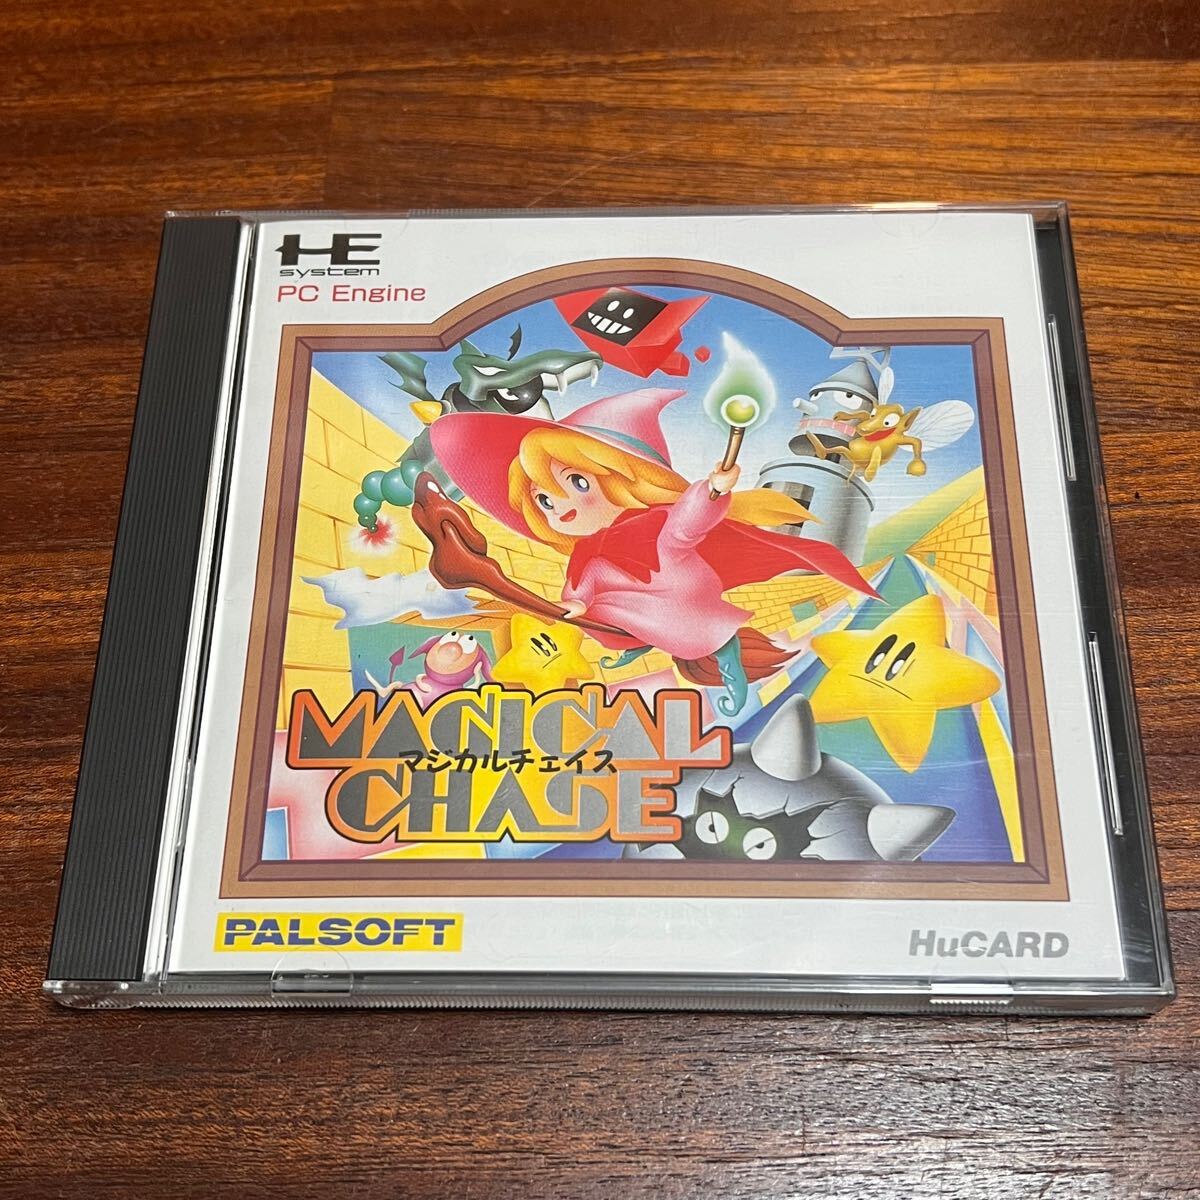 HE
system
PC Engine
MAGICAL
マジカルチェイス
CHASE
PALSOFT
HuCARD